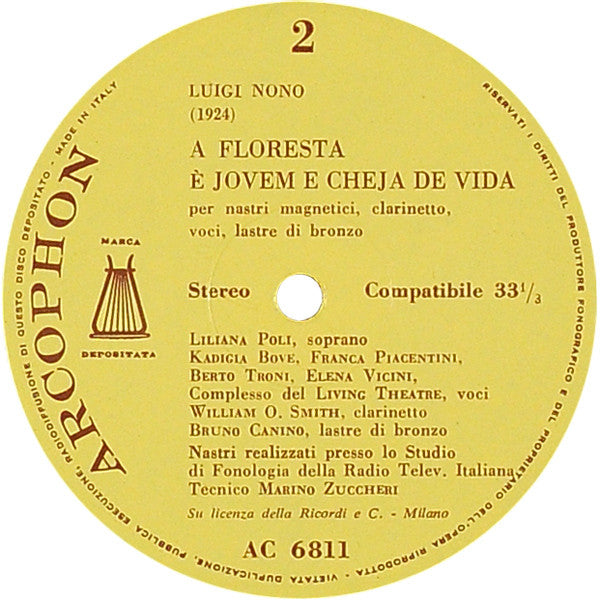 2
LUIGI NONO
(1924)
A FLORESTA
È JOVEM E CHEJA DE VIDA
per nastri magnetici, clarinetto,
voci, lastre di bronzo
MARCA
DEPOSITATA
ARCOPHON
Stereo Compatibile 33 1/3
LILIANA POLI, soprano
KADIGIA BOVE, FRANCA PIACENTINI,
BERTO TRONI, ELENA VICINI,
Complesso del LIVING THEATRE, voci
WILLIAM O. SMITH, clarinetto
BRUNO CANINO, lastre di bronzo
Nastri realizzati presso lo Studio
di Fonologia della Radio Telev. Italiana
Tecnico MARINO ZUCCHERI
Su licenza della Ricordi e C. - Milano
AC 6811
RISERVATI I DIRITTI DEL PRODUTTORE FONOGRAFICO E DEL PROPRIETARIO DELL'OPERA RIPRODOTTA - VIETATA DUPLICAZIONE, PUBBLICA ESECUZIONE, RADIODIFFUSIONE DI QUESTO DISCO DEPOSITATO - MADE IN ITALY